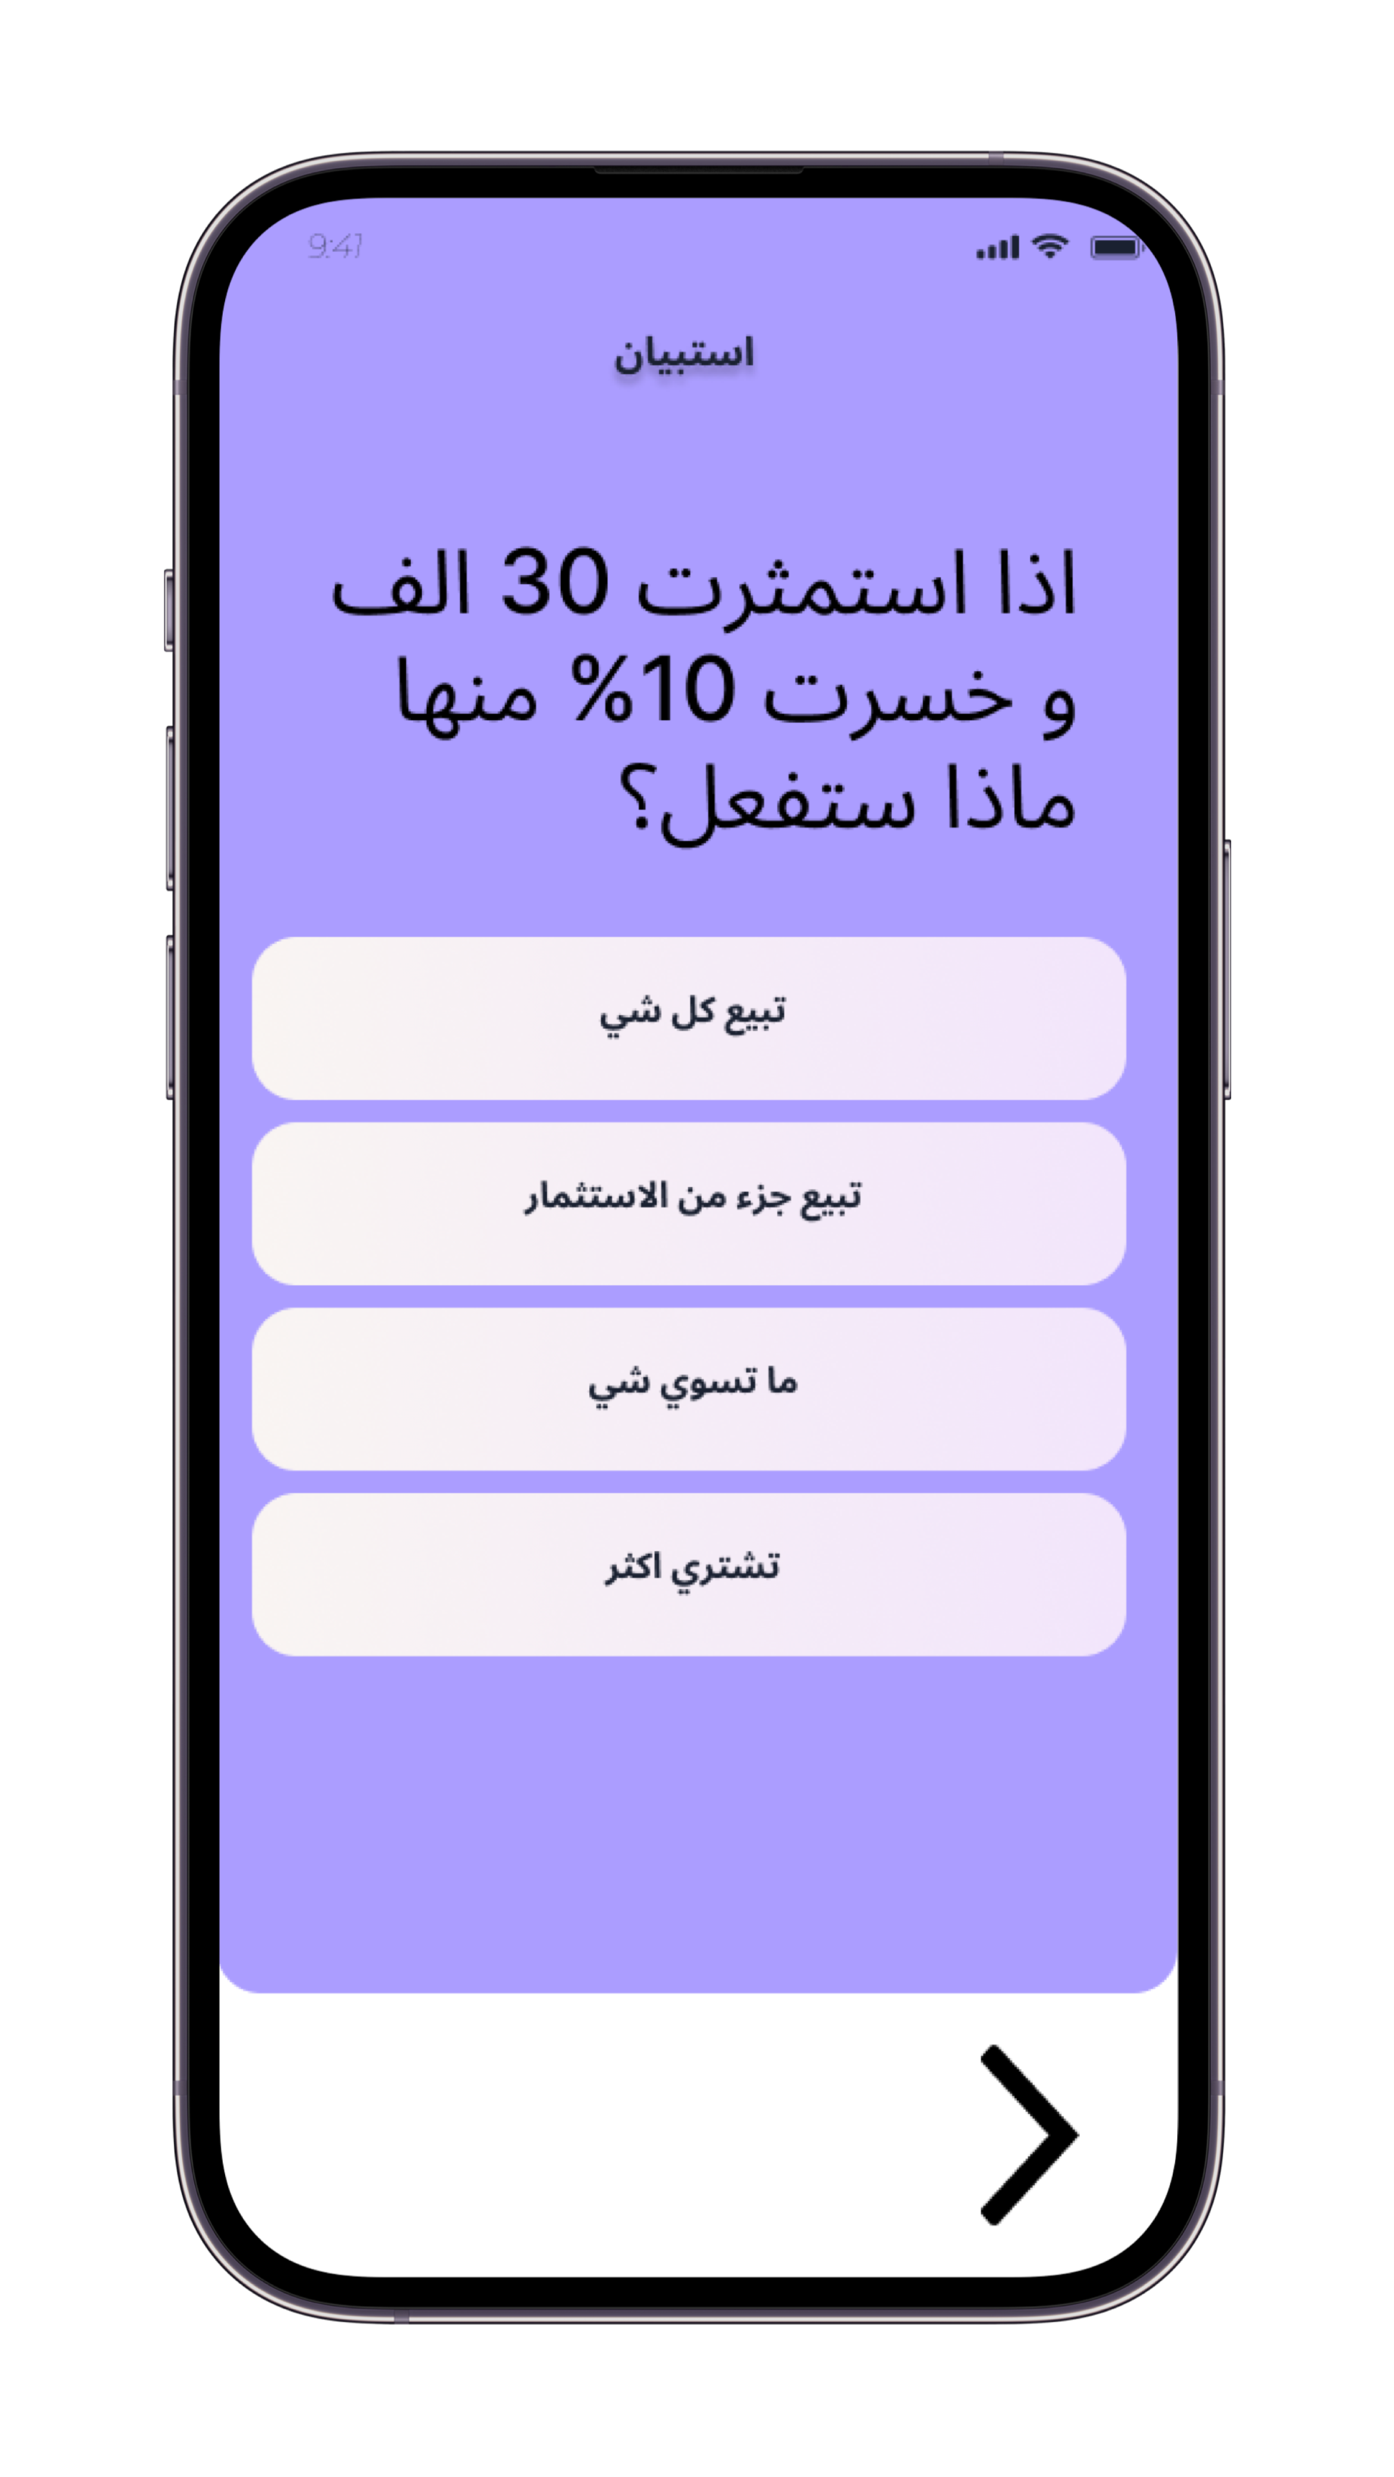 9:41
استبيان
اذا استمثرت 30 الف
و خسرت 10% منها
ماذا ستفعل؟
تبيع كل شي
تبيع جزء من الاستثمار
ما تسوي شي
تشتري اكثر